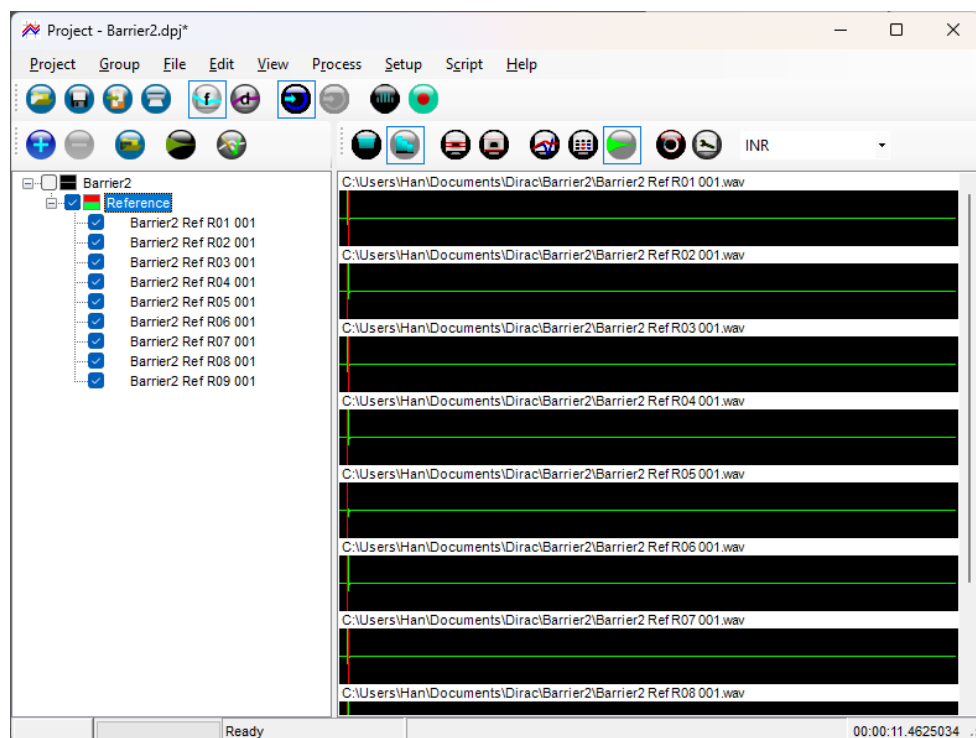 Project - Barrier2.dpj*
Project Group File Edit View Process Setup Script Help
f d
INR
Barrier2
Reference
Barrier2 Ref R01 001
Barrier2 Ref R02 001
Barrier2 Ref R03 001
Barrier2 Ref R04 001
Barrier2 Ref R05 001
Barrier2 Ref R06 001
Barrier2 Ref R07 001
Barrier2 Ref R08 001
Barrier2 Ref R09 001
C:\Users\Han\Documents\Dirac\Barrier2\Barrier2 Ref R01 001.wav
C:\Users\Han\Documents\Dirac\Barrier2\Barrier2 Ref R02 001.wav
C:\Users\Han\Documents\Dirac\Barrier2\Barrier2 Ref R03 001.wav
C:\Users\Han\Documents\Dirac\Barrier2\Barrier2 Ref R04 001.wav
C:\Users\Han\Documents\Dirac\Barrier2\Barrier2 Ref R05 001.wav
C:\Users\Han\Documents\Dirac\Barrier2\Barrier2 Ref R06 001.wav
C:\Users\Han\Documents\Dirac\Barrier2\Barrier2 Ref R07 001.wav
C:\Users\Han\Documents\Dirac\Barrier2\Barrier2 Ref R08 001.wav
Ready
00:00:11.4625034